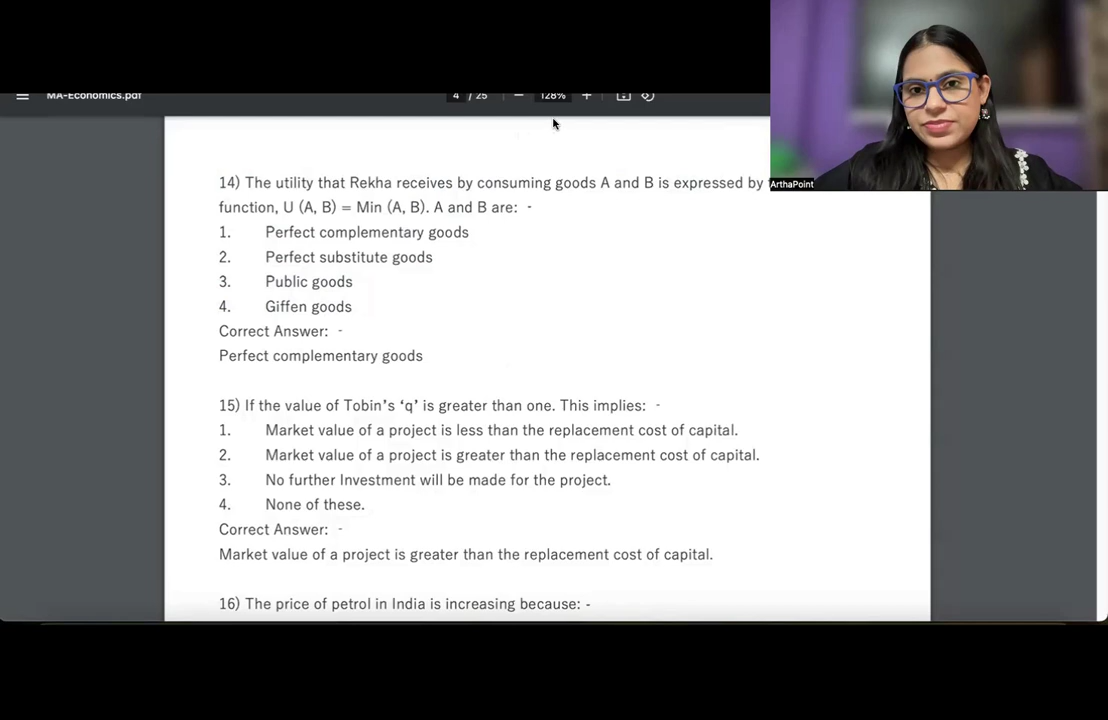 MA-Economics.pdf
4 / 25
128%
ArthaPoint
14) The utility that Rekha receives by consuming goods A and B is expressed by
function, U (A, B) = Min (A, B). A and B are: -
1. Perfect complementary goods
2. Perfect substitute goods
3. Public goods
4. Giffen goods
Correct Answer: -
Perfect complementary goods
15) If the value of Tobin's 'q' is greater than one. This implies: -
1. Market value of a project is less than the replacement cost of capital.
2. Market value of a project is greater than the replacement cost of capital.
3. No further Investment will be made for the project.
4. None of these.
Correct Answer: -
Market value of a project is greater than the replacement cost of capital.
16) The price of petrol in India is increasing because: -